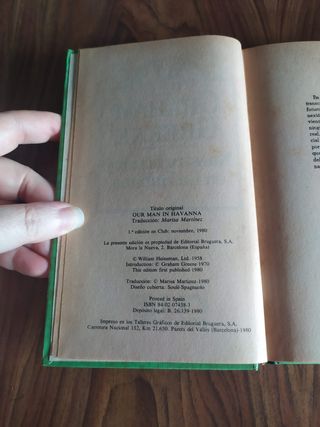 Título original
OUR MAN IN HAVANNA
Traducción: Marisa Martínez
1.ª edición en Club: noviembre, 1980
La presente edición es propiedad de Editorial Bruguera, S.A.
Mora la Nueva, 2. Barcelona (España)
© William Heineman, Ltd. 1958
Introducción: © Graham Greene 1970
This edition first published 1980
Traducción: © Marisa Martínez-1980
Diseño cubierta: Soulé-Spagnuolo
Printed in Spain
ISBN 84-02-07438-3
Depósito legal: B. 26.339-1980
Impreso en los Talleres Gráficos de Editorial Bruguera, S.A.
Carretera Nacional 152, Km 21,650. Parets del Vallès (Barcelona)-1980